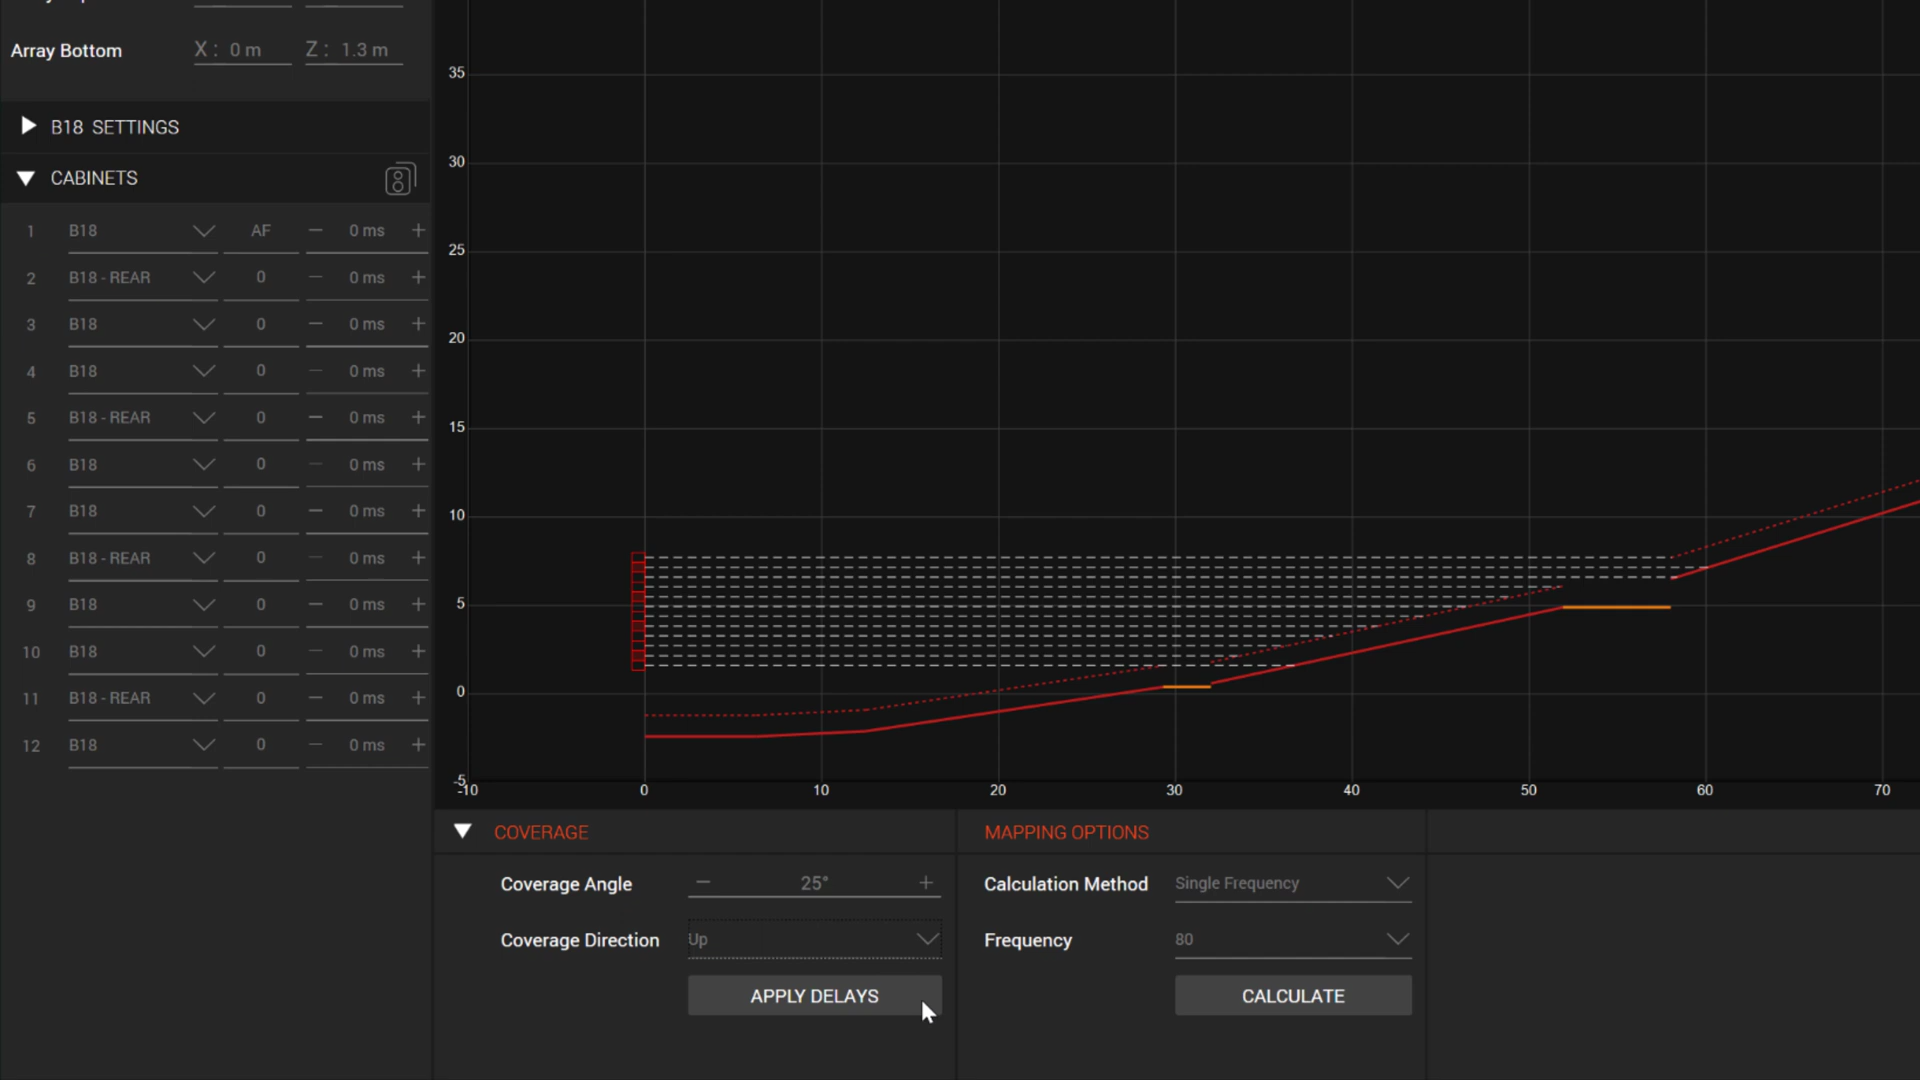 Array Bottom X : 0 m Z : 1.3 m
B18 SETTINGS
CABINETS
1 B18 AF − 0 ms +
2 B18 - REAR 0 − 0 ms +
3 B18 0 − 0 ms +
4 B18 0 − 0 ms +
5 B18 - REAR 0 − 0 ms +
6 B18 0 − 0 ms +
7 B18 0 − 0 ms +
8 B18 - REAR 0 − 0 ms +
9 B18 0 − 0 ms +
10 B18 0 − 0 ms +
11 B18 - REAR 0 − 0 ms +
12 B18 0 − 0 ms +
35
30
25
20
15
10
5
0
-5
-10 0 10 20 30 40 50 60 70
COVERAGE
Coverage Angle − 25° +
Coverage Direction Up
APPLY DELAYS
MAPPING OPTIONS
Calculation Method Single Frequency
Frequency 80
CALCULATE